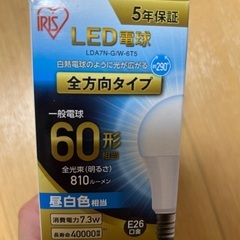 IRIS
5年保証
LED電球
LDA7N-G/W-6T5
白熱電球のように光が広がる
約290°
全方向タイプ
一般電球
60形相当
全光束(明るさ)
810ルーメン
昼白色相当
消費電力7.3W
E26
口金
長寿命40000時間